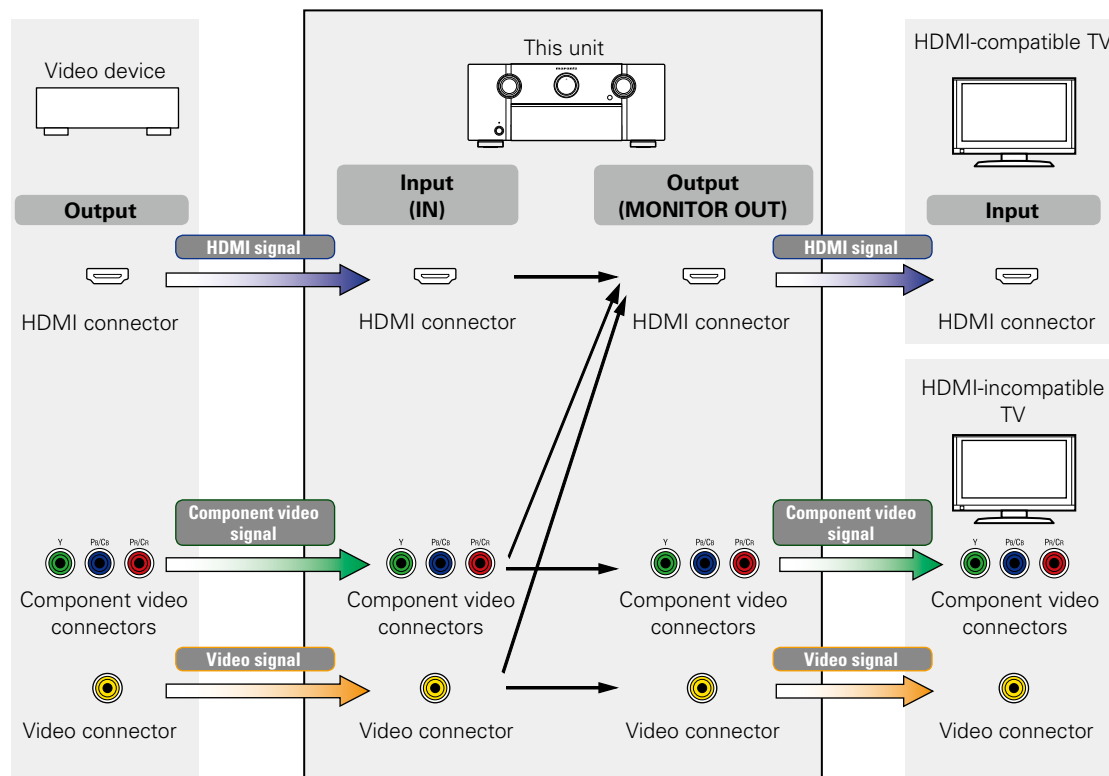 This unit
HDMI-compatible TV
Video device
marantz
Input
(IN)
Output
(MONITOR OUT)
Output
Input
HDMI signal
HDMI signal
HDMI connector
HDMI connector
HDMI connector
HDMI connector
HDMI-incompatible
TV
Component video
signal
Component video
signal
Y PB/CB PR/CR
Y PB/CB PR/CR
Y PB/CB PR/CR
Y PB/CB PR/CR
Component video
connectors
Component video
connectors
Component video
connectors
Component video
connectors
Video signal
Video signal
Video connector
Video connector
Video connector
Video connector